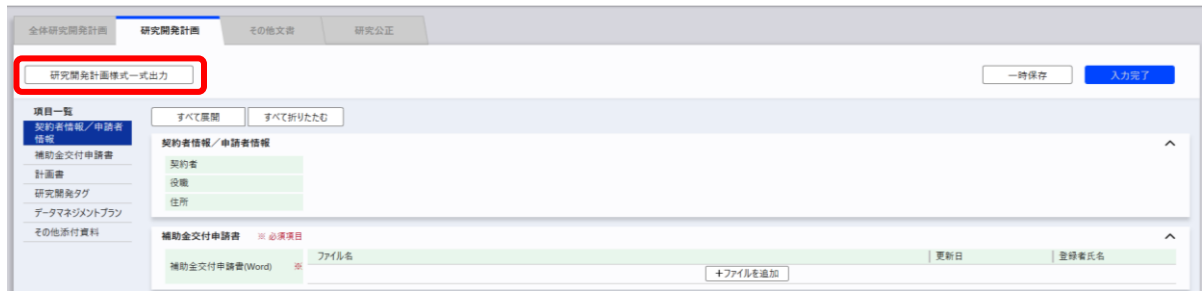 全体研究開発計画 研究開発計画 その他文書 研究公正
研究開発計画様式一式出力 一時保存 入力完了
項目一覧
契約者情報／申請者
情報
補助金交付申請書
計画書
研究開発タグ
データマネジメントプラン
その他添付資料
すべて展開 すべて折りたたむ
契約者情報／申請者情報
契約者
役職
住所
補助金交付申請書 ※ 必須項目
ファイル名 更新日 登録者氏名
補助金交付申請書(Word) ※
＋ファイルを追加